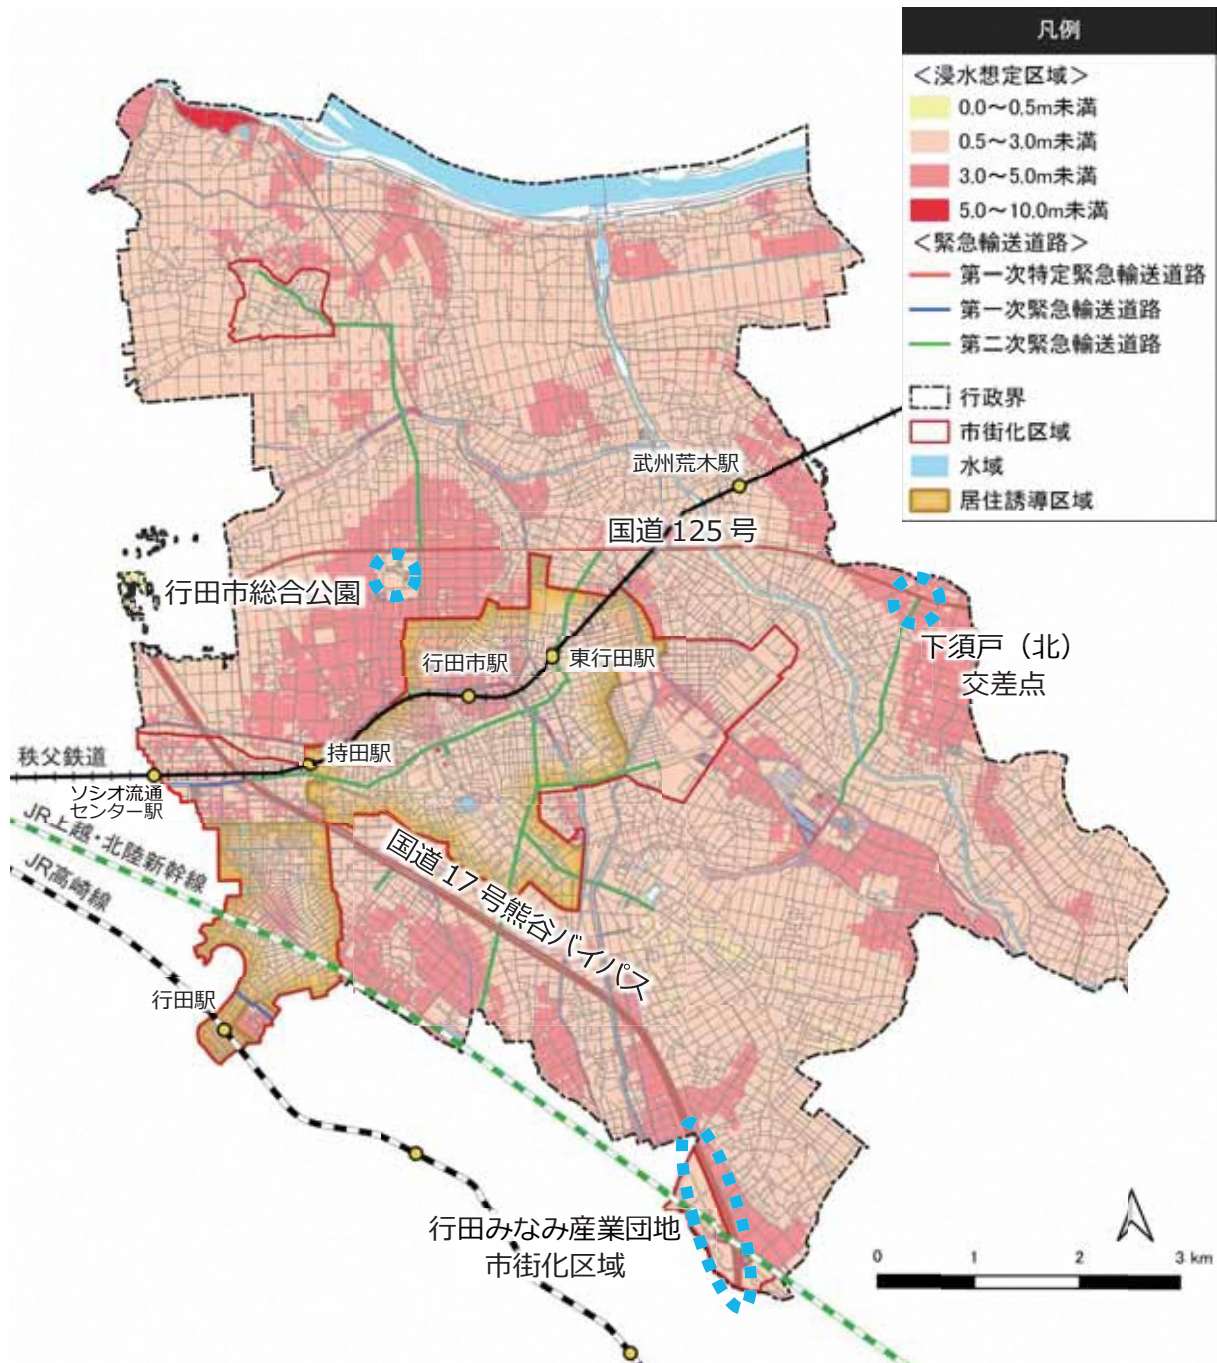 凡例
＜浸水想定区域＞
0.0～0.5m未満
0.5～3.0m未満
3.0～5.0m未満
5.0～10.0m未満
＜緊急輸送道路＞
第一次特定緊急輸送道路
第一次緊急輸送道路
第二次緊急輸送道路
行政界
市街化区域
水域
居住誘導区域
武州荒木駅
国道 125 号
行田市総合公園
下須戸（北）
交差点
行田市駅
東行田駅
持田駅
秩父鉄道
ソシオ流通
センター駅
JR上越・北陸新幹線
JR高崎線
国道 17 号熊谷バイパス
行田駅
行田みなみ産業団地
市街化区域
0 1 2 3 km